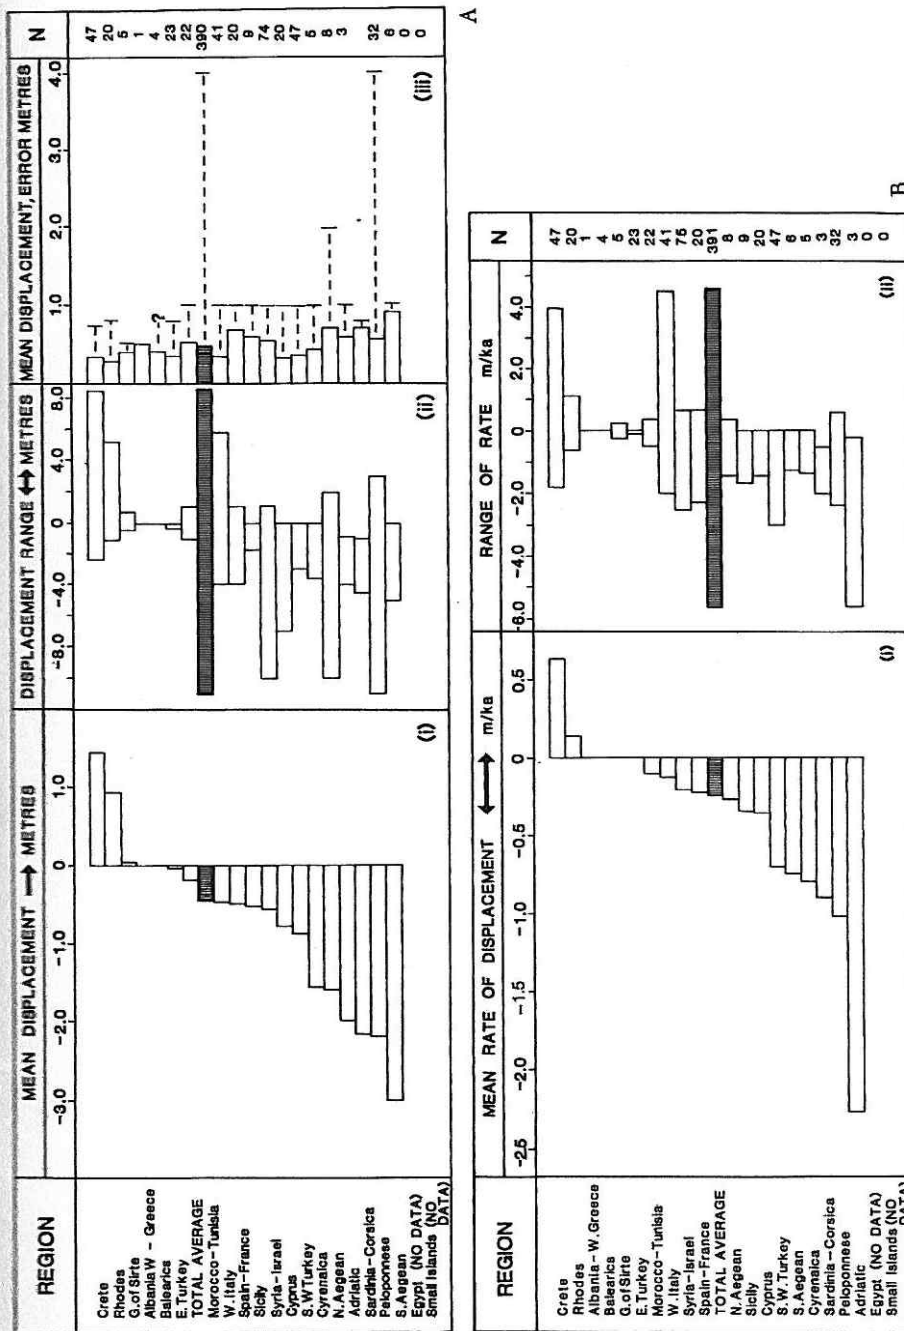 REGION
MEAN DISPLACEMENT → METRES
DISPLACEMENT RANGE ↔ METRES
MEAN DISPLACEMENT, ERROR METRES
N
-3.0 -2.0 -1.0 0 1.0
-8.0 -4.0 0 4.0 8.0
1.0 2.0 3.0 4.0
Crete
Rhodes
G.of Sirte
AlbaniaW - Greece
Balearics
E.Turkey
TOTAL AVERAGE
Morocco-Tunisia
W.Italy
Spain-France
Sicily
Syria-Israel
Cyprus
S.WTurkey
Cyrenaica
N.Aegean
Adriatic
Sardinia-Corsica
Peloponnese
S.Aegean
Egypt (NO DATA)
Small Islands (NO
DATA)
(i)
(ii)
?
(iii)
47
20
5
1
4
23
22
390
41
20
9
74
20
47
5
8
3
32
6
0
0
A
REGION
MEAN RATE OF DISPLACEMENT ↔ m/ka
RANGE OF RATE m/ka
N
-2.5 -2.0 -1.5 -1.0 -0.5 0 0.5
-6.0 -4.0 -2.0 0 2.0 4.0
Crete
Rhodes
Albania-W.Greece
Balearica
G.ofSirte
E.Turkey
Morocco-Tunisia
W.Italy
Syria-Israel
Spain-France
TOTAL AVERAGE
N.Aegean
Sicily
Cyprus
S.W.Turkey
S.Aegean
Cyrenaica
Sardinia-Corsica
Peloponnese
Adriatic
Egypt (NO DATA)
Small Islands (NO
DATA)
(i)
(ii)
47
20
1
4
5
23
22
41
75
20
391
8
9
20
47
6
5
3
32
3
0
0
B